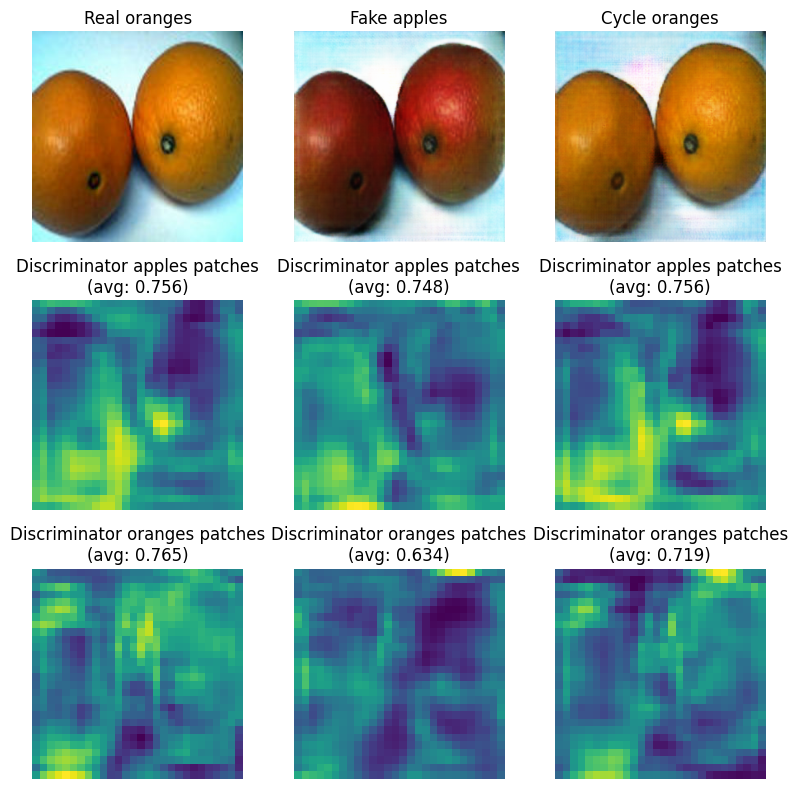 Real oranges
Fake apples
Cycle oranges
Discriminator apples patches
(avg: 0.756)
Discriminator apples patches
(avg: 0.748)
Discriminator apples patches
(avg: 0.756)
Discriminator oranges patches
(avg: 0.765)
Discriminator oranges patches
(avg: 0.634)
Discriminator oranges patches
(avg: 0.719)